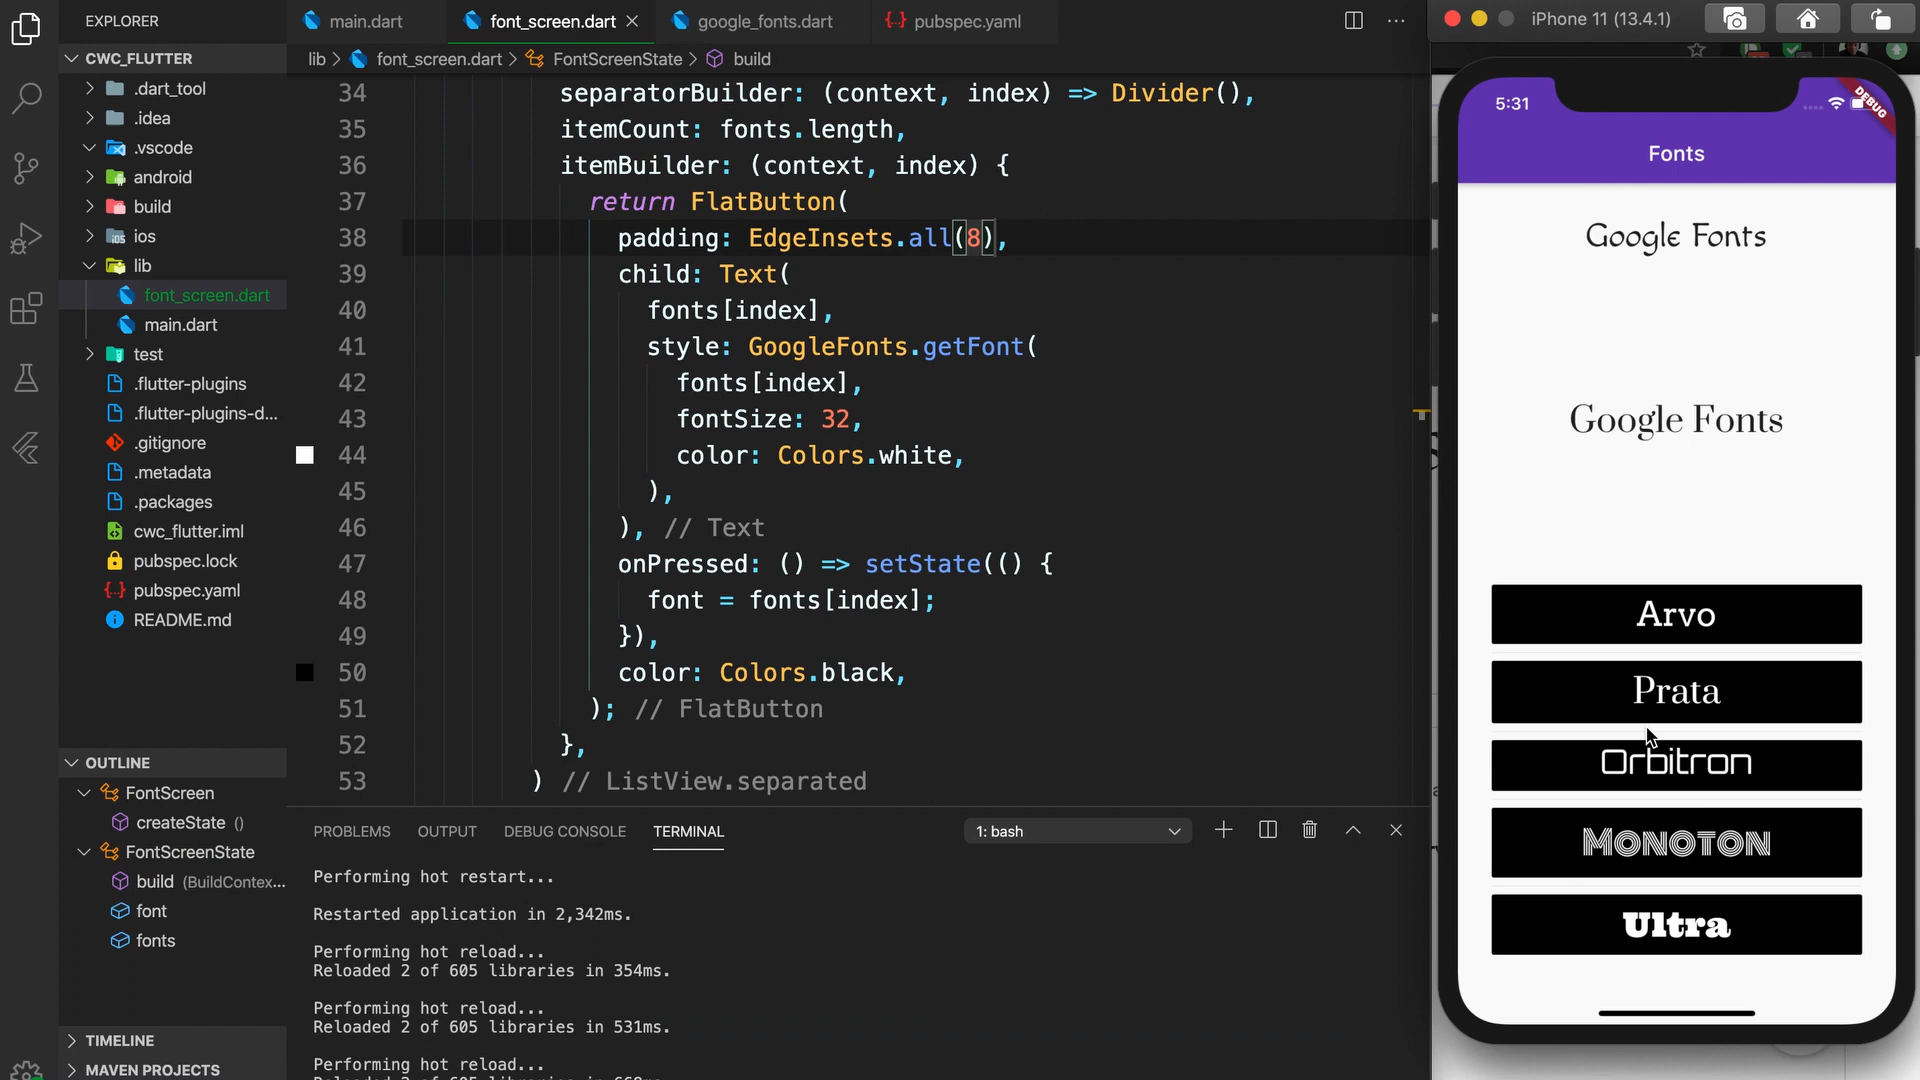 EXPLORER
CWC_FLUTTER
.dart_tool
.idea
.vscode
android
build
ios
lib
font_screen.dart
main.dart
test
.flutter-plugins
.flutter-plugins-d...
.gitignore
.metadata
.packages
cwc_flutter.iml
pubspec.lock
pubspec.yaml
README.md
OUTLINE
FontScreen
createState ()
FontScreenState
build (BuildContex...
font
fonts
TIMELINE
MAVEN PROJECTS
main.dart font_screen.dart google_fonts.dart pubspec.yaml
lib > font_screen.dart > FontScreenState > build
34 separatorBuilder: (context, index) => Divider(),
35 itemCount: fonts.length,
36 itemBuilder: (context, index) {
37 return FlatButton(
38 padding: EdgeInsets.all(8),
39 child: Text(
40 fonts[index],
41 style: GoogleFonts.getFont(
42 fonts[index],
43 fontSize: 32,
44 color: Colors.white,
45 ),
46 ), // Text
47 onPressed: () => setState(() {
48 font = fonts[index];
49 }),
50 color: Colors.black,
51 ); // FlatButton
52 },
53 ) // ListView.separated
PROBLEMS OUTPUT DEBUG CONSOLE TERMINAL 1: bash
Performing hot restart...
Restarted application in 2,342ms.
Performing hot reload...
Reloaded 2 of 605 libraries in 354ms.
Performing hot reload...
Reloaded 2 of 605 libraries in 531ms.
Performing hot reload...
iPhone 11 (13.4.1)
5:31
DEBUG
Fonts
Google Fonts
Google Fonts
Arvo
Prata
Orbitron
Monoton
Ultra